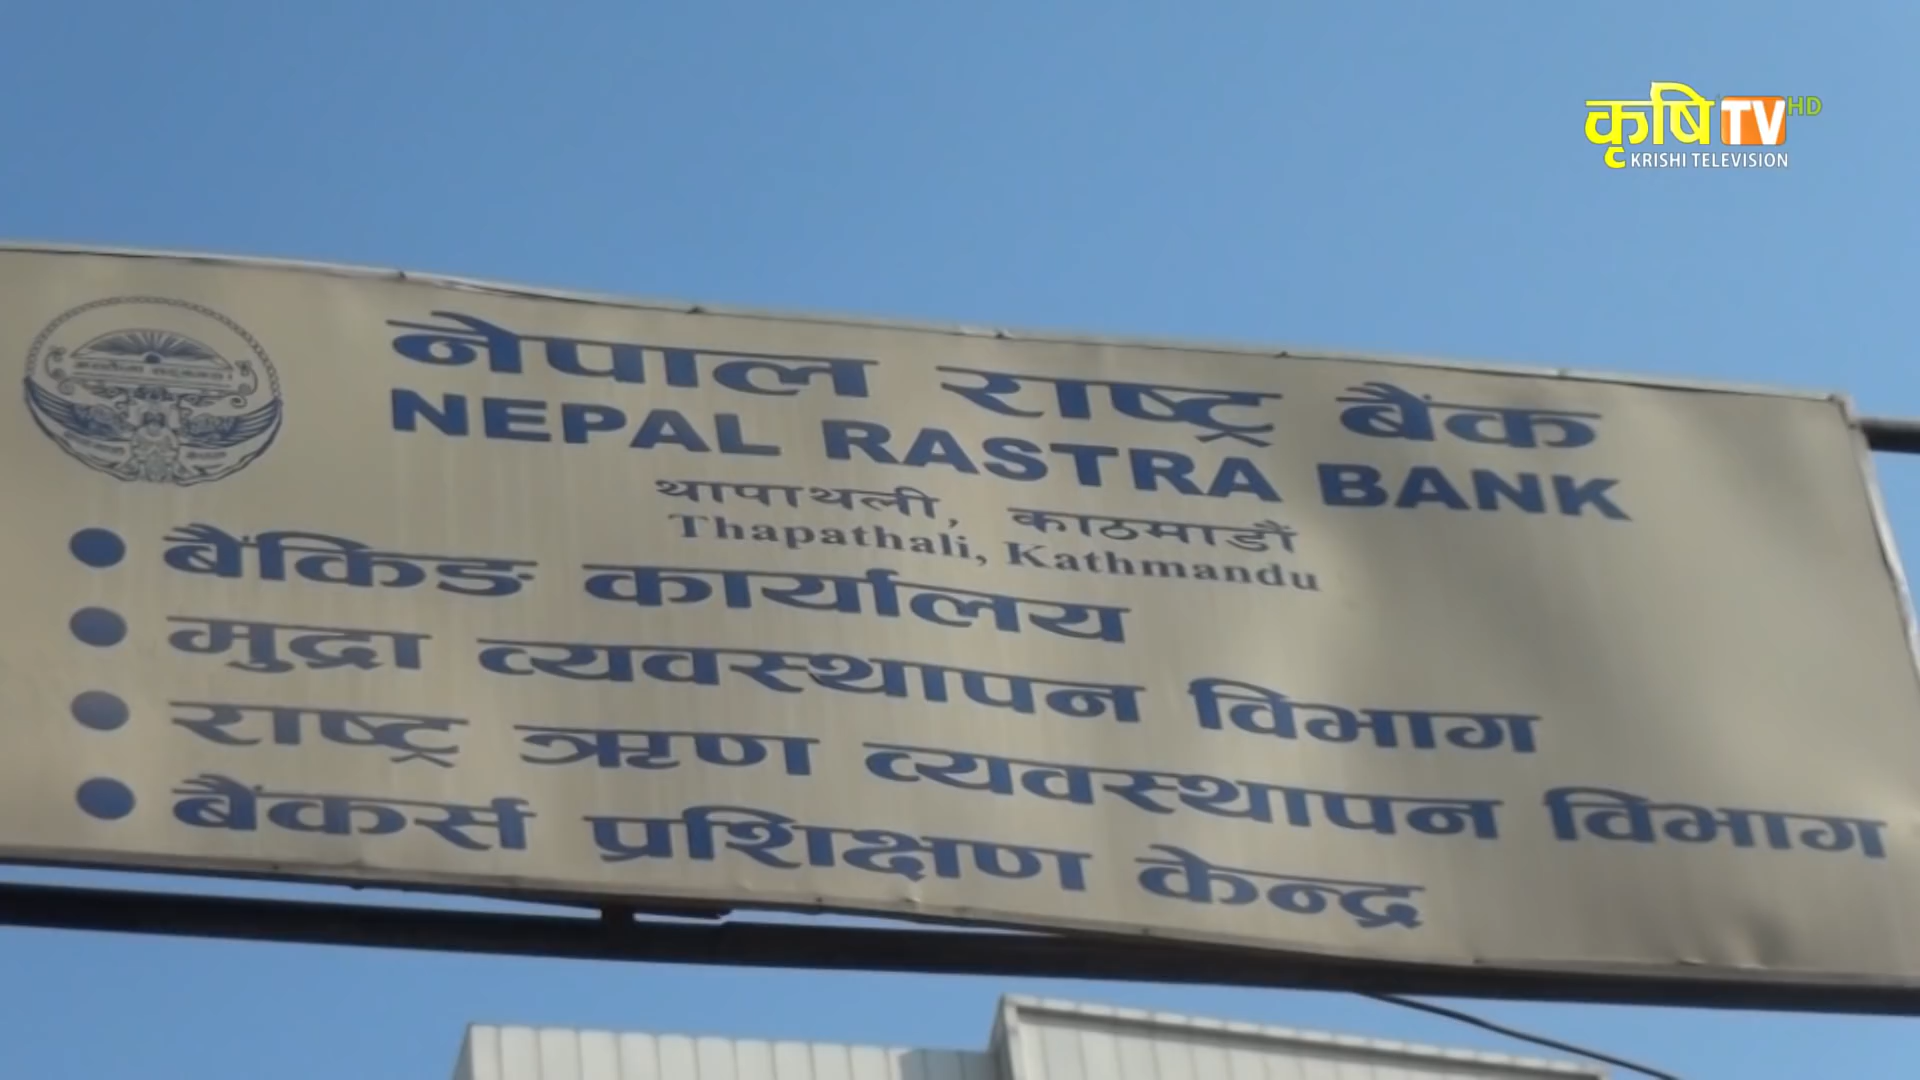 कृषि TV HD
KRISHI TELEVISION
नेपाल राष्ट्र बैंक
NEPAL RASTRA BANK
थापाथली, काठमाडौं
Thapathali, Kathmandu
• बैंकिङ कार्यालय
• मुद्रा व्यवस्थापन विभाग
• राष्ट्र ऋण व्यवस्थापन विभाग
• बैंकर्स प्रशिक्षण केन्द्र